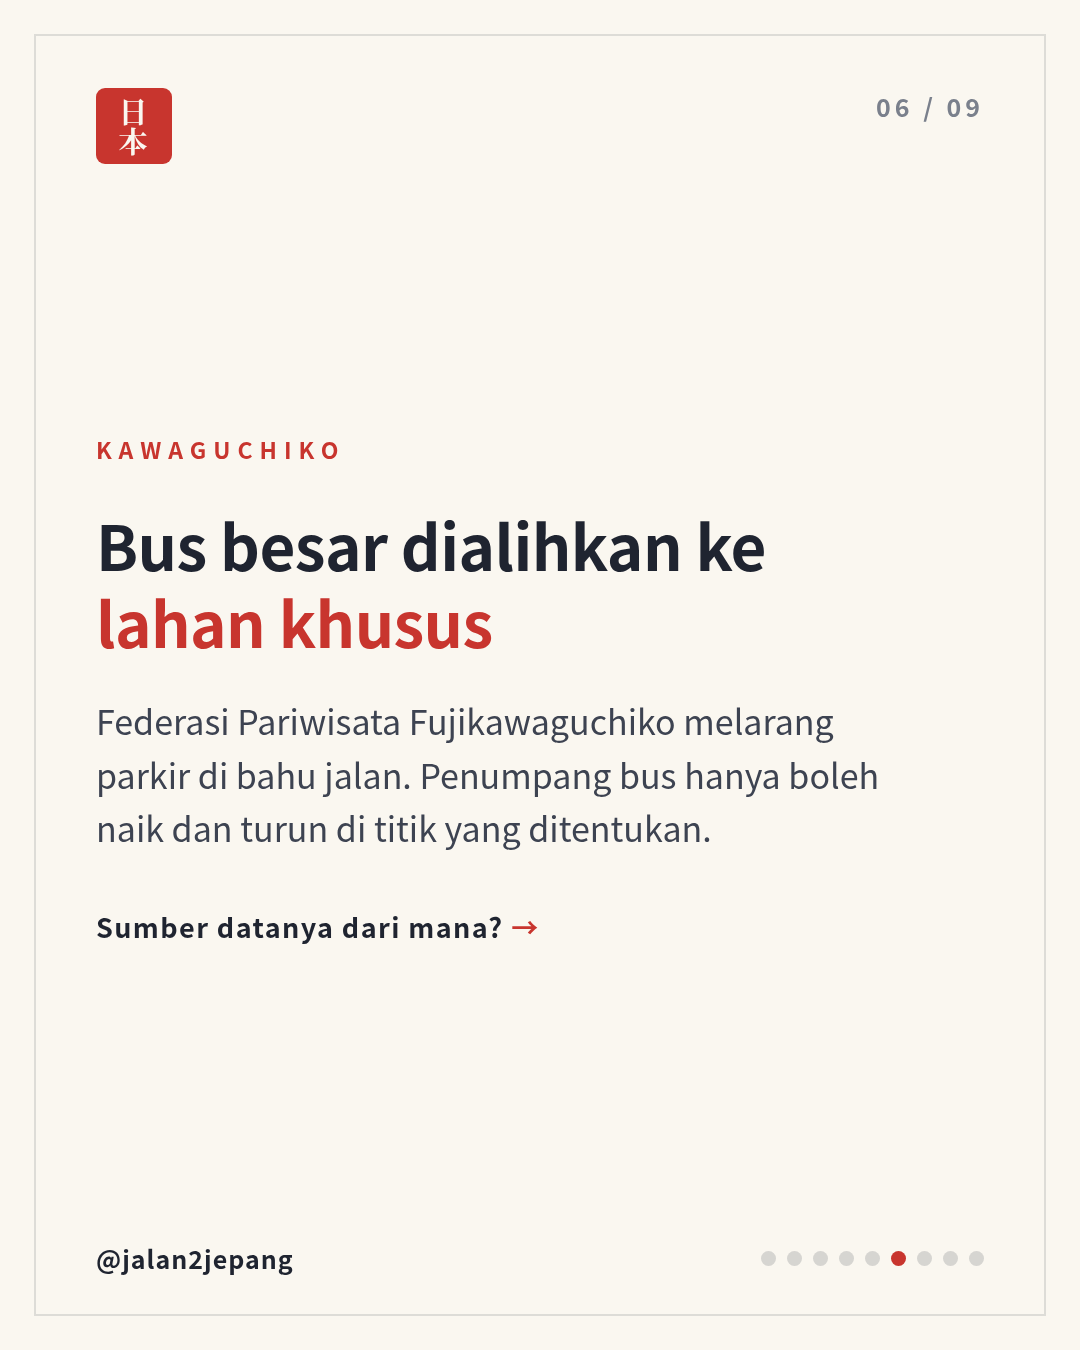 日本
06 / 09
KAWAGUCHIKO
Bus besar dialihkan ke
lahan khusus
Federasi Pariwisata Fujikawaguchiko melarang
parkir di bahu jalan. Penumpang bus hanya boleh
naik dan turun di titik yang ditentukan.
Sumber datanya dari mana? →
@jalan2jepang